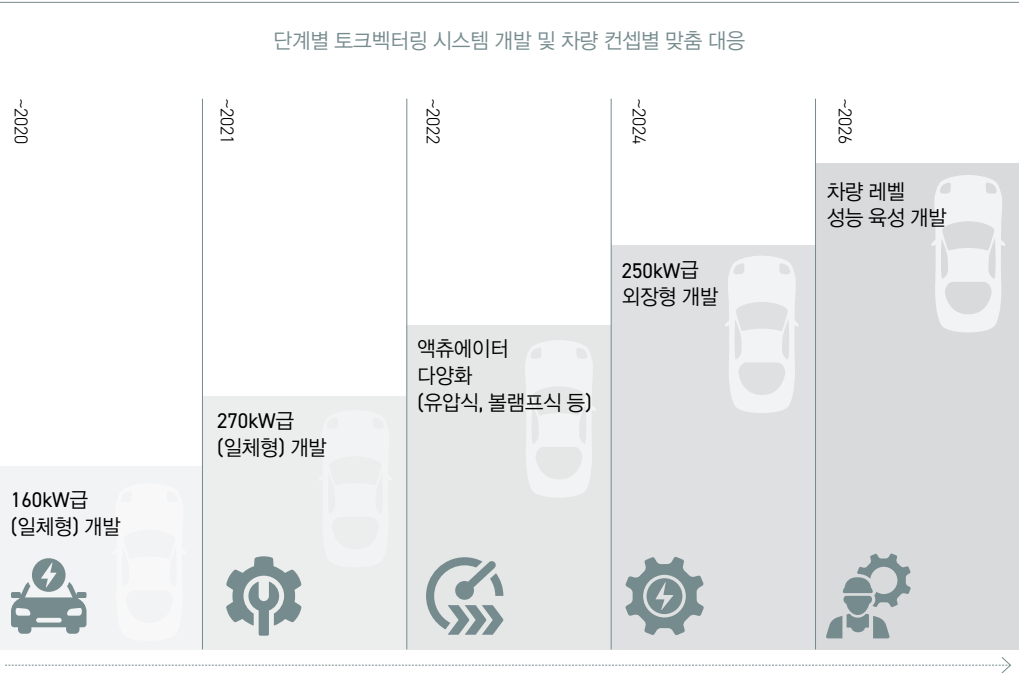 단계별 토크벡터링 시스템 개발 및 차량 컨셉별 맞춤 대응
~2020
160kW급
(일체형) 개발
~2021
270kW급
(일체형) 개발
~2022
액츄에이터
다양화
(유압식, 볼램프식 등)
~2024
250kW급
외장형 개발
~2026
차량 레벨
성능 육성 개발